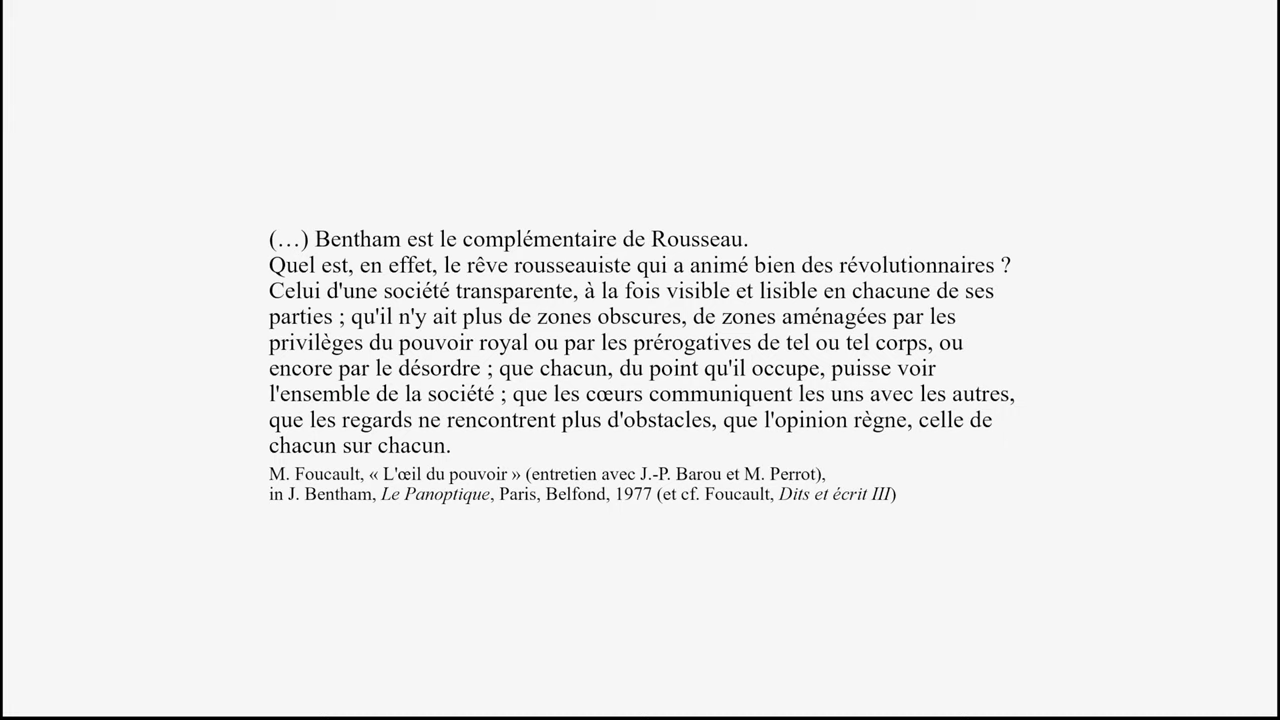 (…) Bentham est le complémentaire de Rousseau.
Quel est, en effet, le rêve rousseauiste qui a animé bien des révolutionnaires ?
Celui d'une société transparente, à la fois visible et lisible en chacune de ses
parties ; qu'il n'y ait plus de zones obscures, de zones aménagées par les
privilèges du pouvoir royal ou par les prérogatives de tel ou tel corps, ou
encore par le désordre ; que chacun, du point qu'il occupe, puisse voir
l'ensemble de la société ; que les cœurs communiquent les uns avec les autres,
que les regards ne rencontrent plus d'obstacles, que l'opinion règne, celle de
chacun sur chacun.
M. Foucault, « L'œil du pouvoir » (entretien avec J.-P. Barou et M. Perrot),
in J. Bentham, Le Panoptique, Paris, Belfond, 1977 (et cf. Foucault, Dits et écrit III)